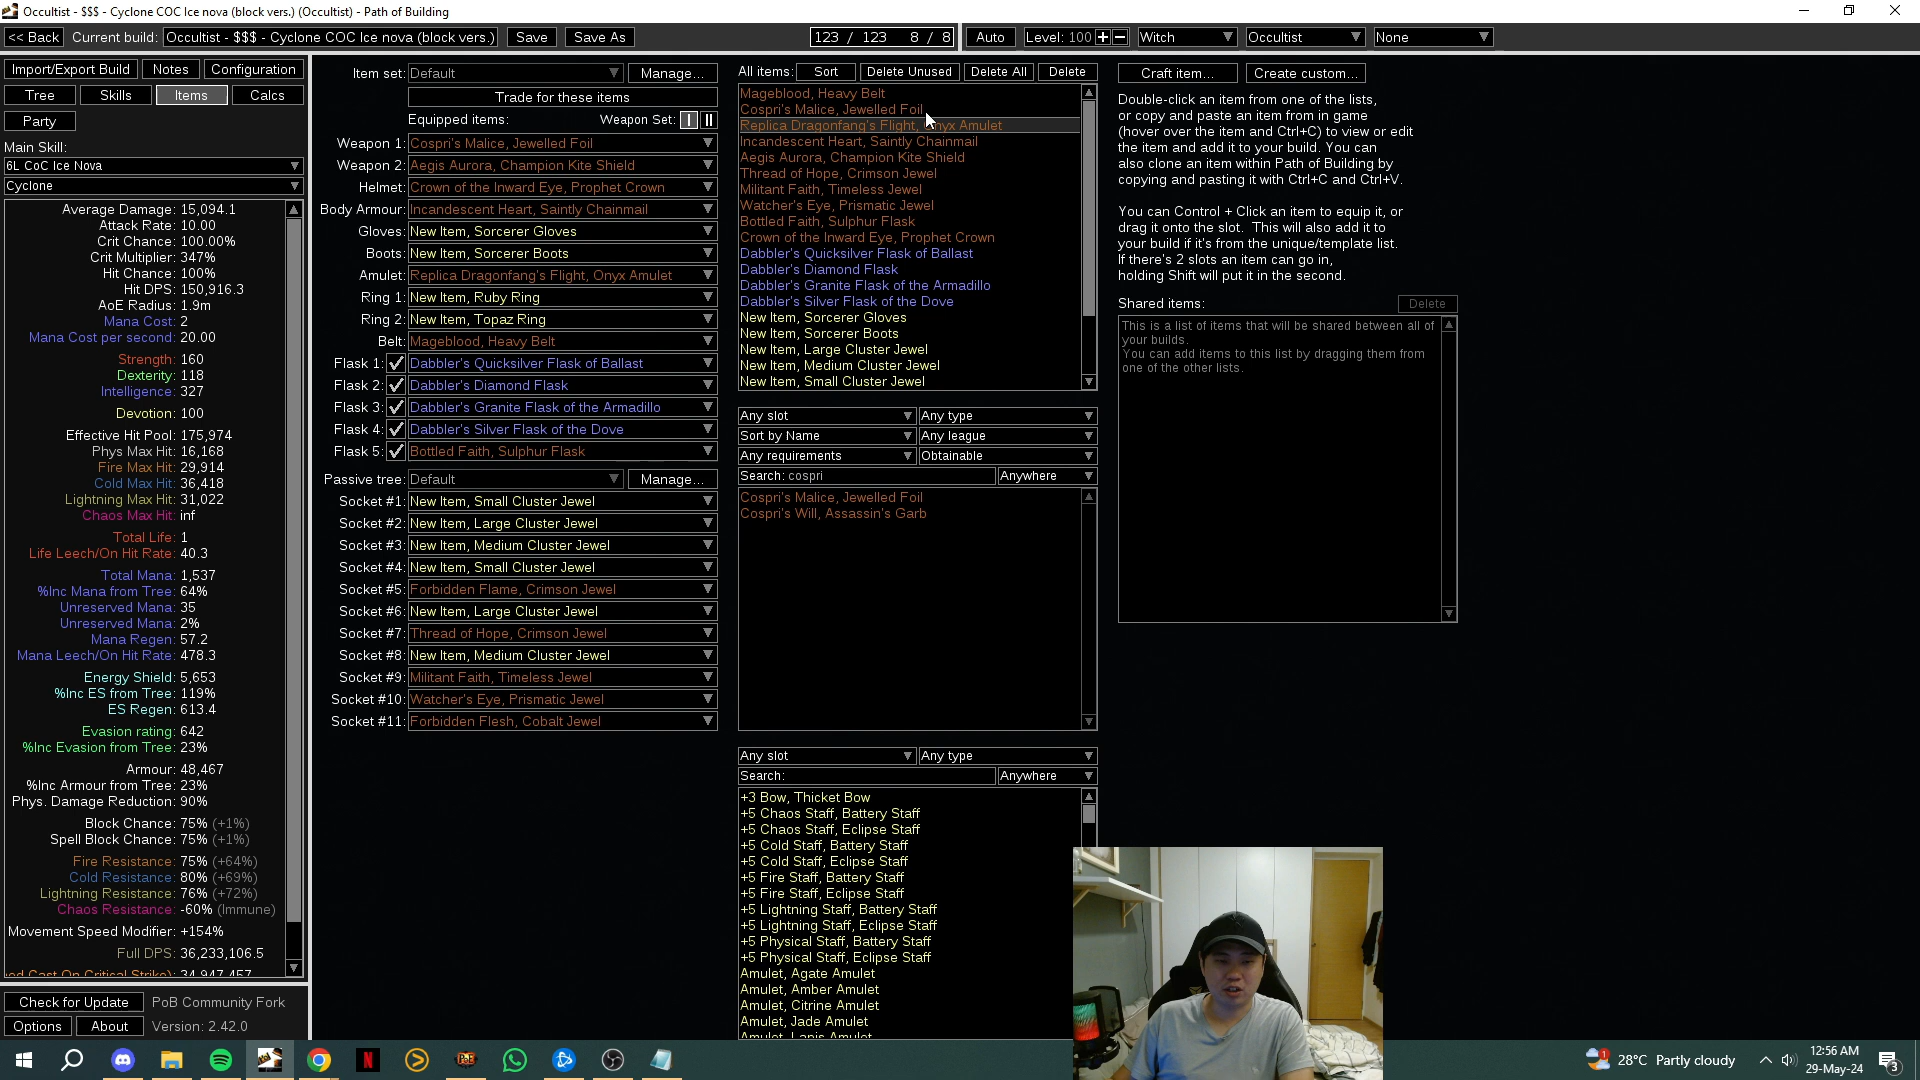 Occultist - $$$ - Cyclone COC Ice nova (block vers.) (Occultist) - Path of Building
<< Back
Current build:
Occultist - $$$ - Cyclone COC Ice nova (block vers.)
Save
Save As
123 / 123 8 / 8
Auto
Level: 100
Witch
Occultist
None
Import/Export Build
Notes
Configuration
Tree
Skills
Items
Calcs
Party
Main Skill:
6L CoC Ice Nova
Cyclone
Average Damage: 15,094.1
Attack Rate: 10.00
Crit Chance: 100.00%
Crit Multiplier: 347%
Hit Chance: 100%
Hit DPS: 150,916.3
AoE Radius: 1.9m
Mana Cost: 2
Mana Cost per second: 20.00
Strength: 160
Dexterity: 118
Intelligence: 327
Devotion: 100
Effective Hit Pool: 175,974
Phys Max Hit: 16,168
Fire Max Hit: 29,914
Cold Max Hit: 36,418
Lightning Max Hit: 31,022
Chaos Max Hit: inf
Total Life: 1
Life Leech/On Hit Rate: 40.3
Total Mana: 1,537
%Inc Mana from Tree: 64%
Unreserved Mana: 35
Unreserved Mana: 2%
Mana Regen: 57.2
Mana Leech/On Hit Rate: 478.3
Energy Shield: 5,653
%Inc ES from Tree: 119%
ES Regen: 613.4
Evasion rating: 642
%Inc Evasion from Tree: 23%
Armour: 48,467
%Inc Armour from Tree: 23%
Phys. Damage Reduction: 90%
Block Chance: 75% (+1%)
Spell Block Chance: 75% (+1%)
Fire Resistance: 75% (+64%)
Cold Resistance: 80% (+69%)
Lightning Resistance: 76% (+72%)
Chaos Resistance: -60% (Immune)
Movement Speed Modifier: +154%
Full DPS: 36,233,106.5
Cast On Critical Strike): 34,947,457
Check for Update
PoB Community Fork
Options
About
Version: 2.42.0
Item set: Default
Manage...
Trade for these items
Equipped items:
Weapon Set: I II
Weapon 1: Cospri's Malice, Jewelled Foil
Weapon 2: Aegis Aurora, Champion Kite Shield
Helmet: Crown of the Inward Eye, Prophet Crown
Body Armour: Incandescent Heart, Saintly Chainmail
Gloves: New Item, Sorcerer Gloves
Boots: New Item, Sorcerer Boots
Amulet: Replica Dragonfang's Flight, Onyx Amulet
Ring 1: New Item, Ruby Ring
Ring 2: New Item, Topaz Ring
Belt: Mageblood, Heavy Belt
Flask 1: Dabbler's Quicksilver Flask of Ballast
Flask 2: Dabbler's Diamond Flask
Flask 3: Dabbler's Granite Flask of the Armadillo
Flask 4: Dabbler's Silver Flask of the Dove
Flask 5: Bottled Faith, Sulphur Flask
Passive tree: Default
Manage...
Socket #1: New Item, Small Cluster Jewel
Socket #2: New Item, Large Cluster Jewel
Socket #3: New Item, Medium Cluster Jewel
Socket #4: New Item, Small Cluster Jewel
Socket #5: Forbidden Flame, Crimson Jewel
Socket #6: New Item, Large Cluster Jewel
Socket #7: Thread of Hope, Crimson Jewel
Socket #8: New Item, Medium Cluster Jewel
Socket #9: Militant Faith, Timeless Jewel
Socket #10: Watcher's Eye, Prismatic Jewel
Socket #11: Forbidden Flesh, Cobalt Jewel
All items:
Sort
Delete Unused
Delete All
Delete
Mageblood, Heavy Belt
Cospri's Malice, Jewelled Foil
Replica Dragonfang's Flight, Onyx Amulet
Incandescent Heart, Saintly Chainmail
Aegis Aurora, Champion Kite Shield
Thread of Hope, Crimson Jewel
Militant Faith, Timeless Jewel
Watcher's Eye, Prismatic Jewel
Bottled Faith, Sulphur Flask
Crown of the Inward Eye, Prophet Crown
Dabbler's Quicksilver Flask of Ballast
Dabbler's Diamond Flask
Dabbler's Granite Flask of the Armadillo
Dabbler's Silver Flask of the Dove
New Item, Sorcerer Gloves
New Item, Sorcerer Boots
New Item, Large Cluster Jewel
New Item, Medium Cluster Jewel
New Item, Small Cluster Jewel
Any slot
Any type
Sort by Name
Any league
Any requirements
Obtainable
Search: cospri
Anywhere
Cospri's Malice, Jewelled Foil
Cospri's Will, Assassin's Garb
Any slot
Any type
Search:
Anywhere
+3 Bow, Thicket Bow
+5 Chaos Staff, Battery Staff
+5 Chaos Staff, Eclipse Staff
+5 Cold Staff, Battery Staff
+5 Cold Staff, Eclipse Staff
+5 Fire Staff, Battery Staff
+5 Fire Staff, Eclipse Staff
+5 Lightning Staff, Battery Staff
+5 Lightning Staff, Eclipse Staff
+5 Physical Staff, Battery Staff
+5 Physical Staff, Eclipse Staff
Amulet, Agate Amulet
Amulet, Amber Amulet
Amulet, Citrine Amulet
Amulet, Jade Amulet
Amulet, Lapis Amulet
Craft item...
Create custom...
Double-click an item from one of the lists,
or copy and paste an item from in game
(hover over the item and Ctrl+C) to view or edit
the item and add it to your build. You can
also clone an item within Path of Building by
copying and pasting it with Ctrl+C and Ctrl+V.
You can Control + Click an item to equip it, or
drag it onto the slot. This will also add it to
your build if it's from the unique/template list.
If there's 2 slots an item can go in,
holding Shift will put it in the second.
Shared items:
Delete
This is a list of items that will be shared between all of
your builds.
You can add items to this list by dragging them from
one of the other lists.
28°C Partly cloudy
12:56 AM
29-May-24